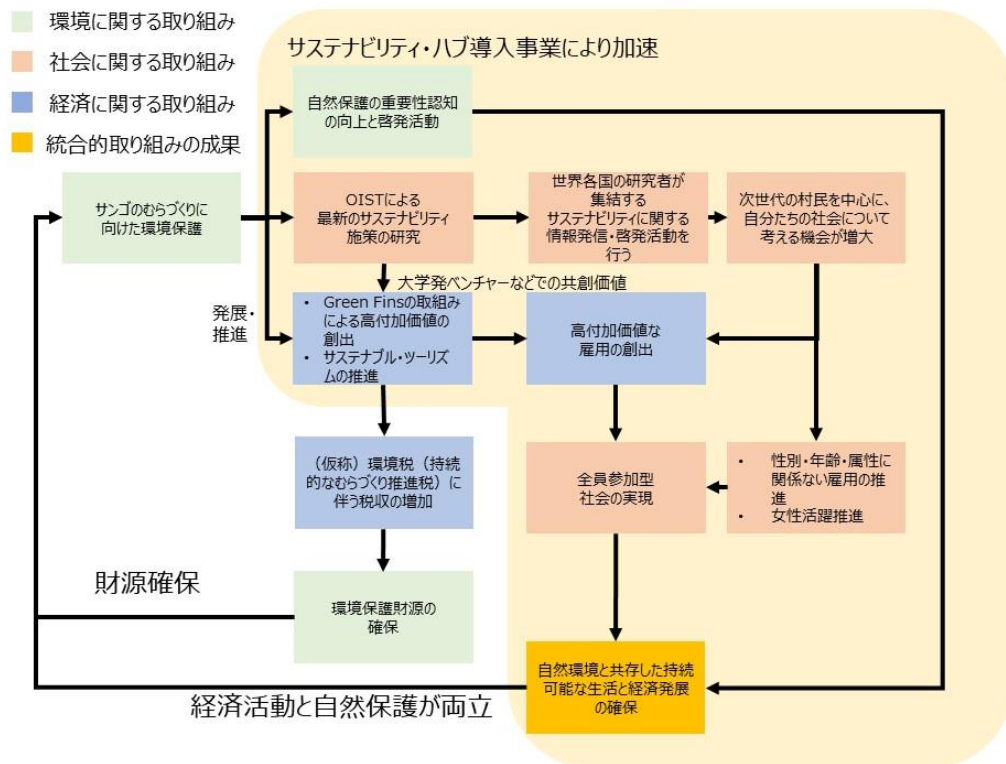 環境に関する取り組み
社会に関する取り組み
経済に関する取り組み
統合的取り組みの成果
サステナビリティ・ハブ導入事業により加速
自然保護の重要性認知
の向上と啓発活動
サンゴのむらづくりに
向けた環境保護
OISTによる
最新のサステナビリティ
施策の研究
世界各国の研究者が
集結する
サステナビリティに関する
情報発信・啓発活動を
行う
次世代の村民を中心に、
自分たちの社会について
考える機会が増大
大学発ベンチャーなどでの共創価値
発展・
推進
• Green Finsの取組み
による高付加価値の
創出
• サステナブル・ツーリズ
ムの推進
高付加価値な
雇用の創出
（仮称）環境税（持続
的なむらづくり推進税）に
伴う税収の増加
全員参加型
社会の実現
• 性別・年齢・属性に
関係ない雇用の推
進
• 女性活躍推進
財源確保
環境保護財源の
確保
自然環境と共存した持続
可能な生活と経済発展
の確保
経済活動と自然保護が両立